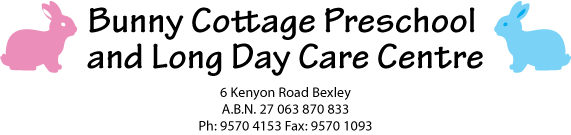 Bunny Cottage Preschool
and Long Day Care Centre
6 Kenyon Road Bexley
A.B.N. 27 063 870 833
Ph: 9570 4153 Fax: 9570 1093